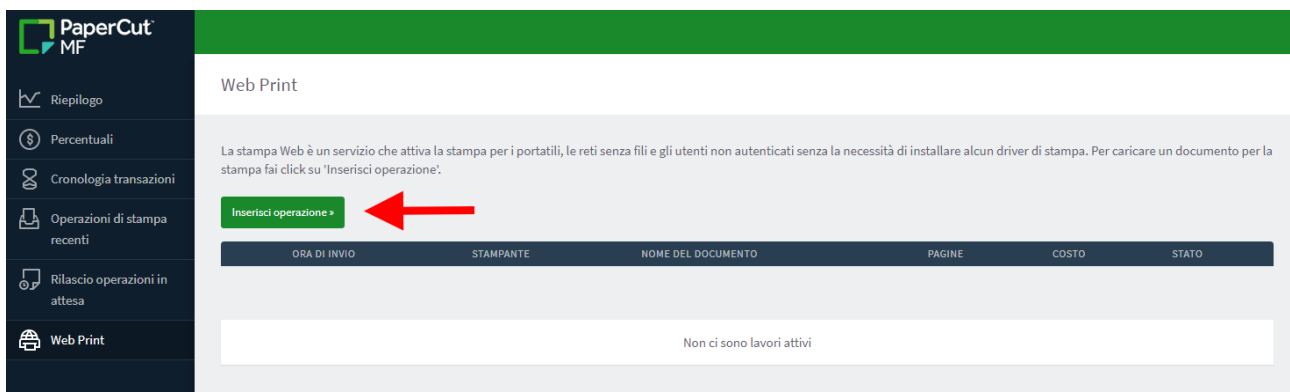 PaperCut
MF
Riepilogo
Percentuali
Cronologia transazioni
Operazioni di stampa
recenti
Rilascio operazioni in
attesa
Web Print
Web Print
La stampa Web è un servizio che attiva la stampa per i portatili, le reti senza fili e gli utenti non autenticati senza la necessità di installare alcun driver di stampa. Per caricare un documento per la
stampa fai click su 'Inserisci operazione'.
Inserisci operazione »
ORA DI INVIO STAMPANTE NOME DEL DOCUMENTO PAGINE COSTO STATO
Non ci sono lavori attivi